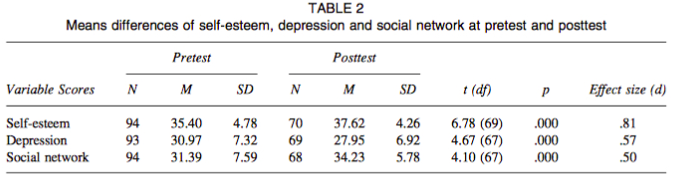 TABLE 2
Means differences of self-esteem, depression and social network at pretest and posttest
Pretest Posttest
Variable Scores N M SD N M SD t (df) p Effect size (d)
Self-esteem 94 35.40 4.78 70 37.62 4.26 6.78 (69) .000 .81
Depression 93 30.97 7.32 69 27.95 6.92 4.67 (67) .000 .57
Social network 94 31.39 7.59 68 34.23 5.78 4.10 (67) .000 .50